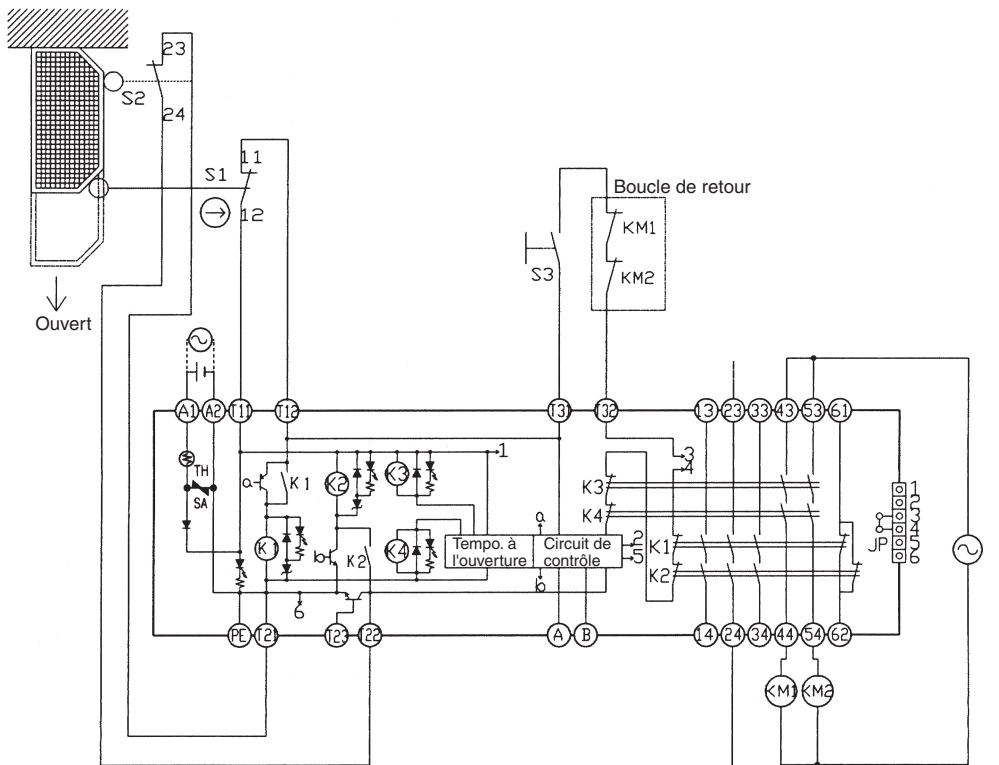 23
S2
24
11
S1
12
Ouvert
Boucle de retour
KM1
S3
KM2
A1 A2 T11 T12 T31 T32 13 23 33 43 53 61
TH
SA
a
K1
K2
K3
1
3
4
K3
K4
1
2
3
4
5
6
JP
K1
b
K2
K4
a
Tempo. à l'ouverture
Circuit de contrôle
2
5
b
K1
K2
6
PE T21 T23 T22 A B 14 24 34 44 54 62
KM1 KM2